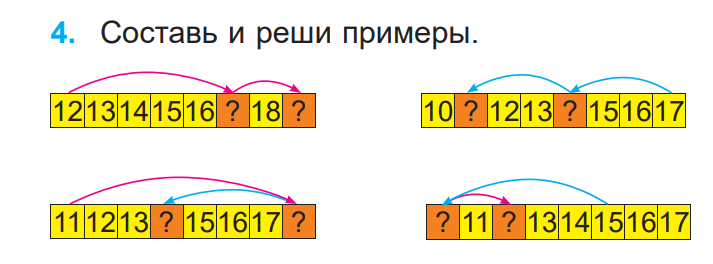 4. Составь и реши примеры.
12 13 14 15 16 ? 18 ?
10 ? 12 13 ? 15 16 17
11 12 13 ? 15 16 17 ?
? 11 ? 13 14 15 16 17